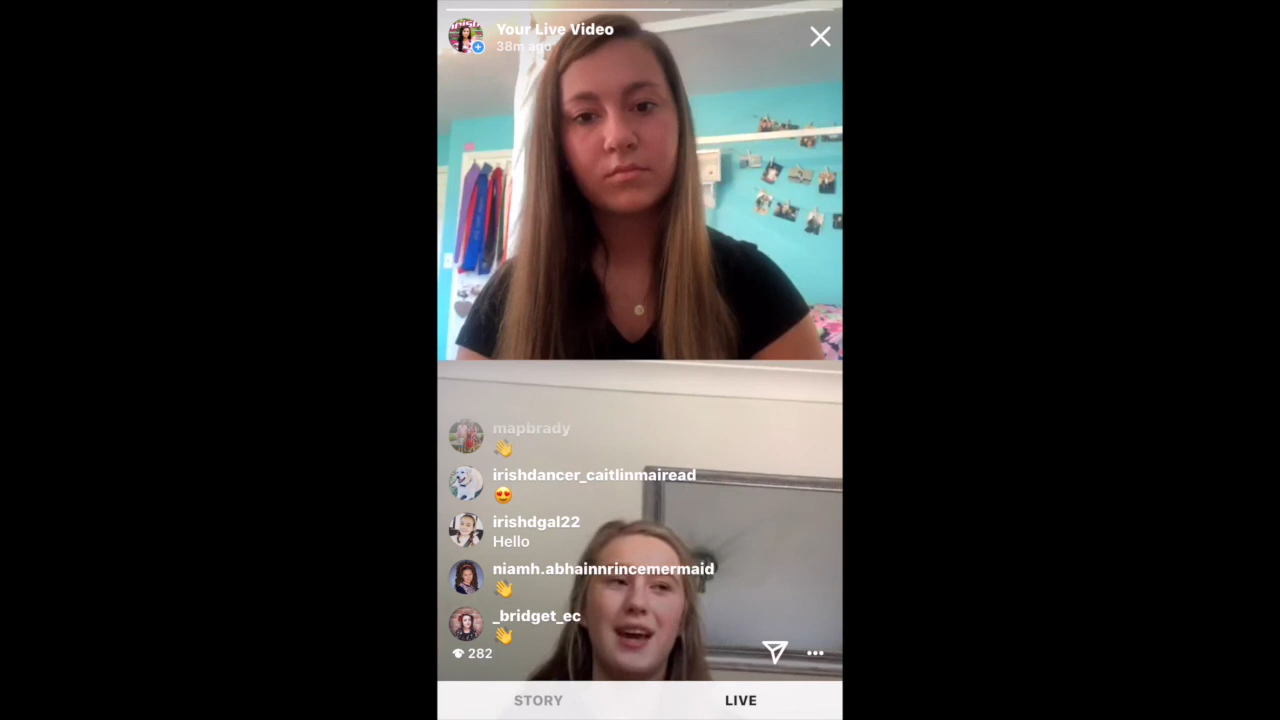 Your Live Video
38m ago
mapbrady
👋
irishdancer_caitlinmairead
😍
irishdgal22
Hello
niamh.abhainnrincemermaid
👋
_bridget_ec
👋
282
STORY
LIVE